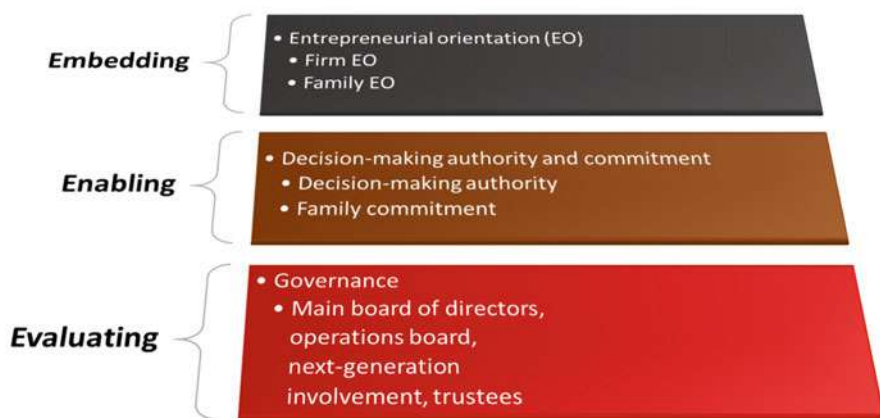 Embedding
• Entrepreneurial orientation (EO)
• Firm EO
• Family EO
Enabling
• Decision-making authority and commitment
• Decision-making authority
• Family commitment
Evaluating
• Governance
• Main board of directors,
operations board,
next-generation
involvement, trustees